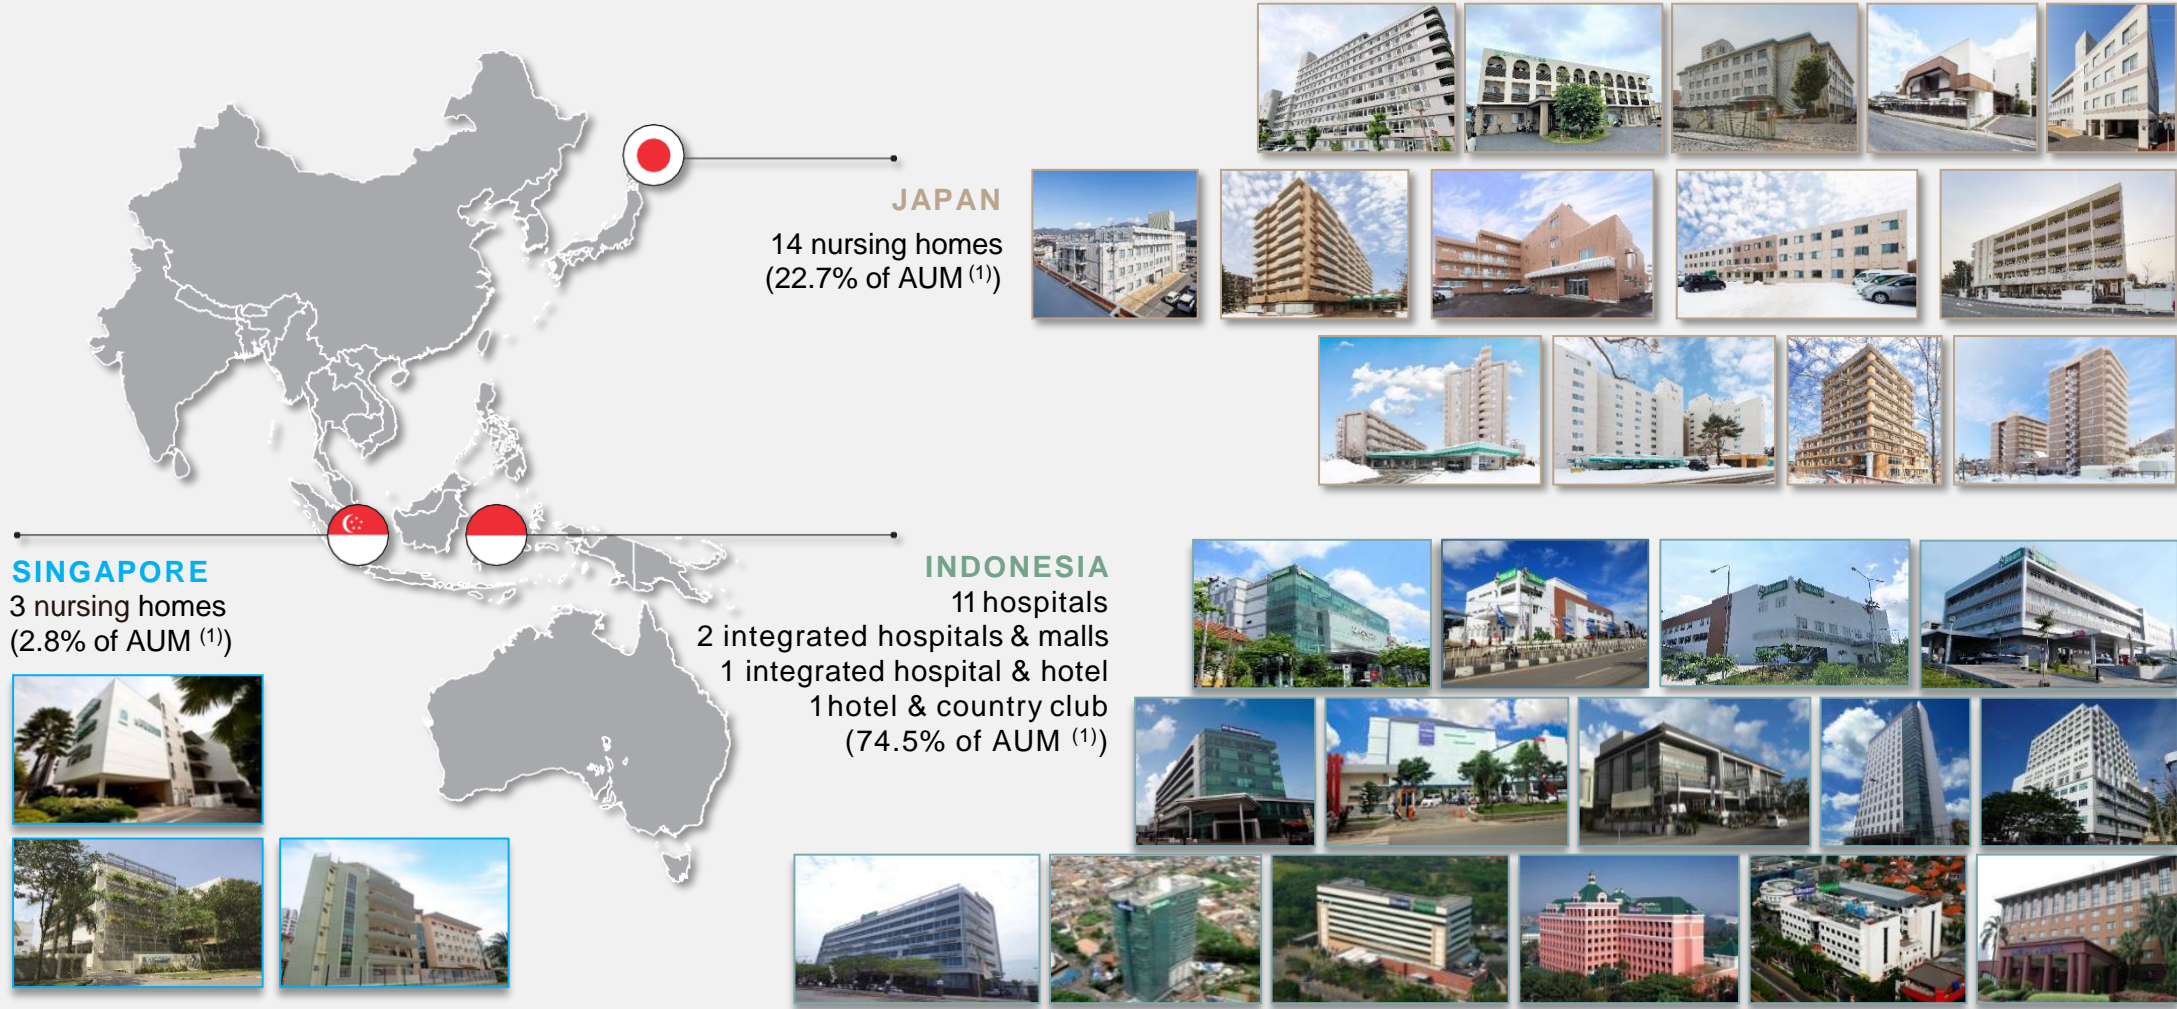 JAPAN
14 nursing homes
(22.7% of AUM (1))
SINGAPORE
3 nursing homes
(2.8% of AUM (1))
INDONESIA
11 hospitals
2 integrated hospitals & malls
1 integrated hospital & hotel
1 hotel & country club
(74.5% of AUM (1))